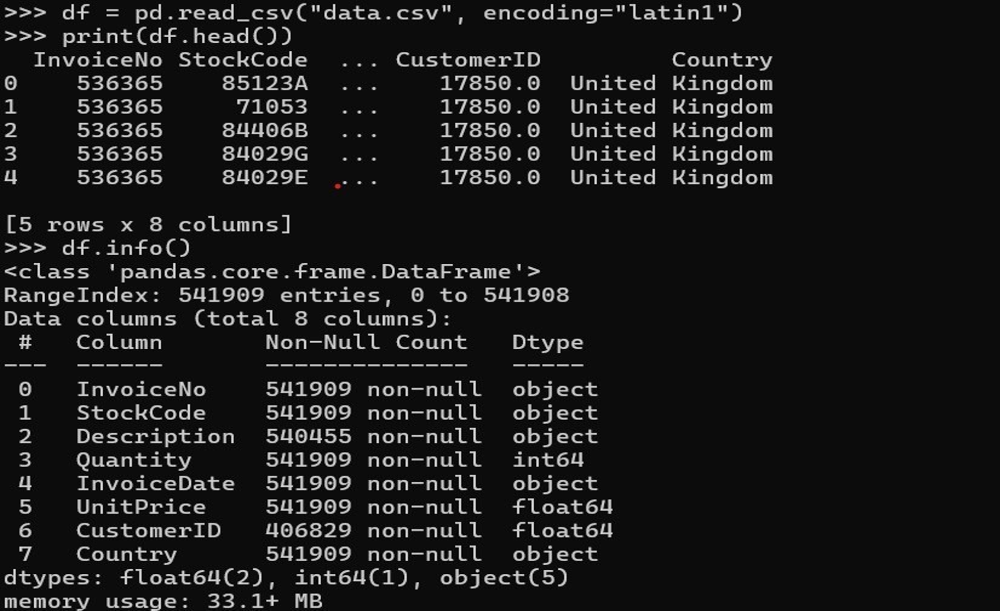 >>> df = pd.read_csv("data.csv", encoding="latin1")
>>> print(df.head())
  InvoiceNo StockCode  ... CustomerID         Country
0    536365    85123A  ...    17850.0  United Kingdom
1    536365     71053  ...    17850.0  United Kingdom
2    536365    84406B  ...    17850.0  United Kingdom
3    536365    84029G  ...    17850.0  United Kingdom
4    536365    84029E  ...    17850.0  United Kingdom
[5 rows x 8 columns]
>>> df.info()
<class 'pandas.core.frame.DataFrame'>
RangeIndex: 541909 entries, 0 to 541908
Data columns (total 8 columns):
 #   Column       Non-Null Count   Dtype
---  ------       --------------   -----
 0   InvoiceNo    541909 non-null  object
 1   StockCode    541909 non-null  object
 2   Description  540455 non-null  object
 3   Quantity     541909 non-null  int64
 4   InvoiceDate  541909 non-null  object
 5   UnitPrice    541909 non-null  float64
 6   CustomerID   406829 non-null  float64
 7   Country      541909 non-null  object
dtypes: float64(2), int64(1), object(5)
memory usage: 33.1+ MB